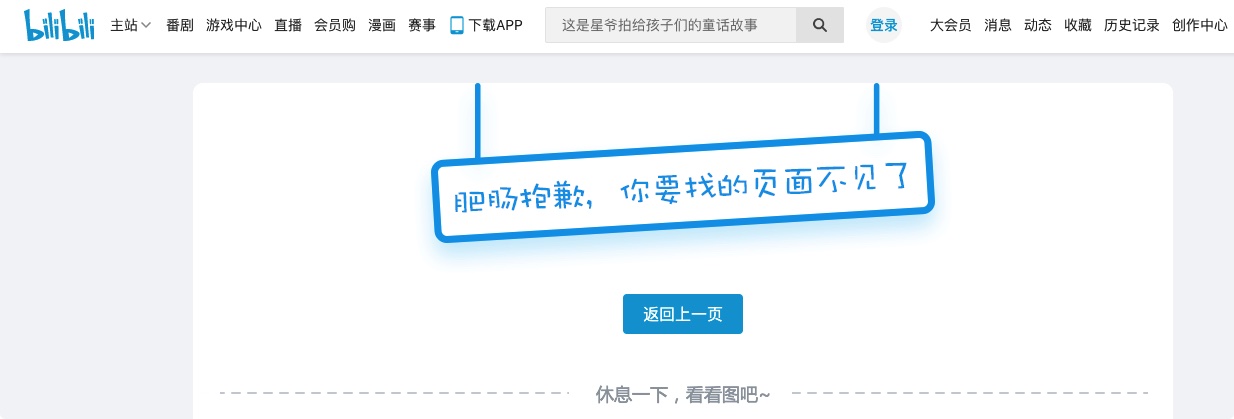 bilibili 主站 番剧 游戏中心 直播 会员购 漫画 赛事 下载APP 这是星爷拍给孩子们的童话故事 登录 大会员 消息 动态 收藏 历史记录 创作中心
肥肠抱歉，你要找的页面不见了
返回上一页
休息一下，看看图吧~